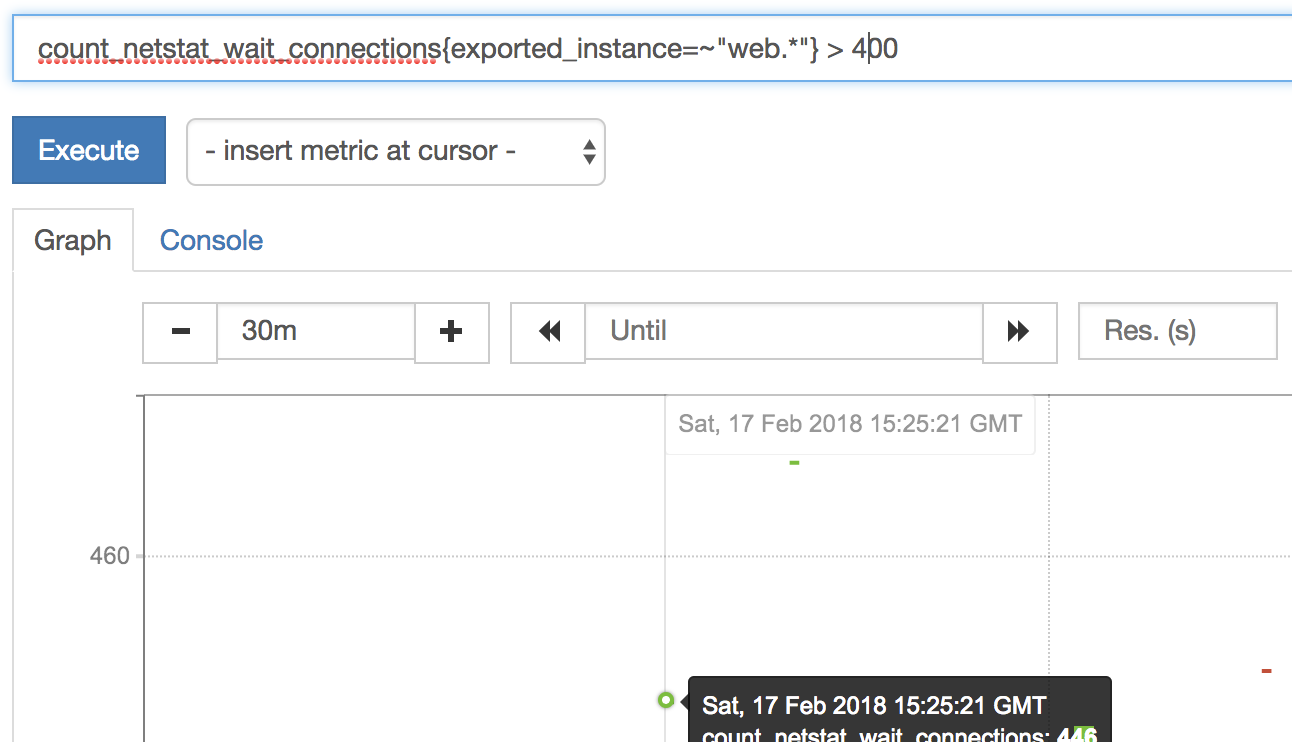 count_netstat_wait_connections{exported_instance=~"web.*"} > 400
Execute
- insert metric at cursor -
Graph Console
30m Until Res. (s)
Sat, 17 Feb 2018 15:25:21 GMT
460
Sat, 17 Feb 2018 15:25:21 GMT
count_netstat_wait_connections: 446